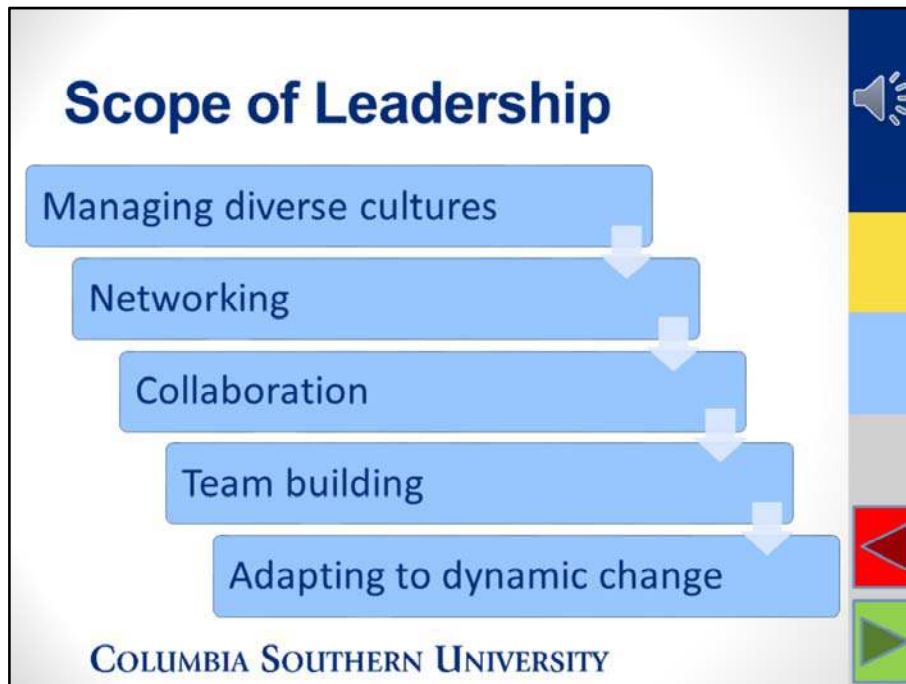 Scope of Leadership
Managing diverse cultures
Networking
Collaboration
Team building
Adapting to dynamic change
COLUMBIA SOUTHERN UNIVERSITY